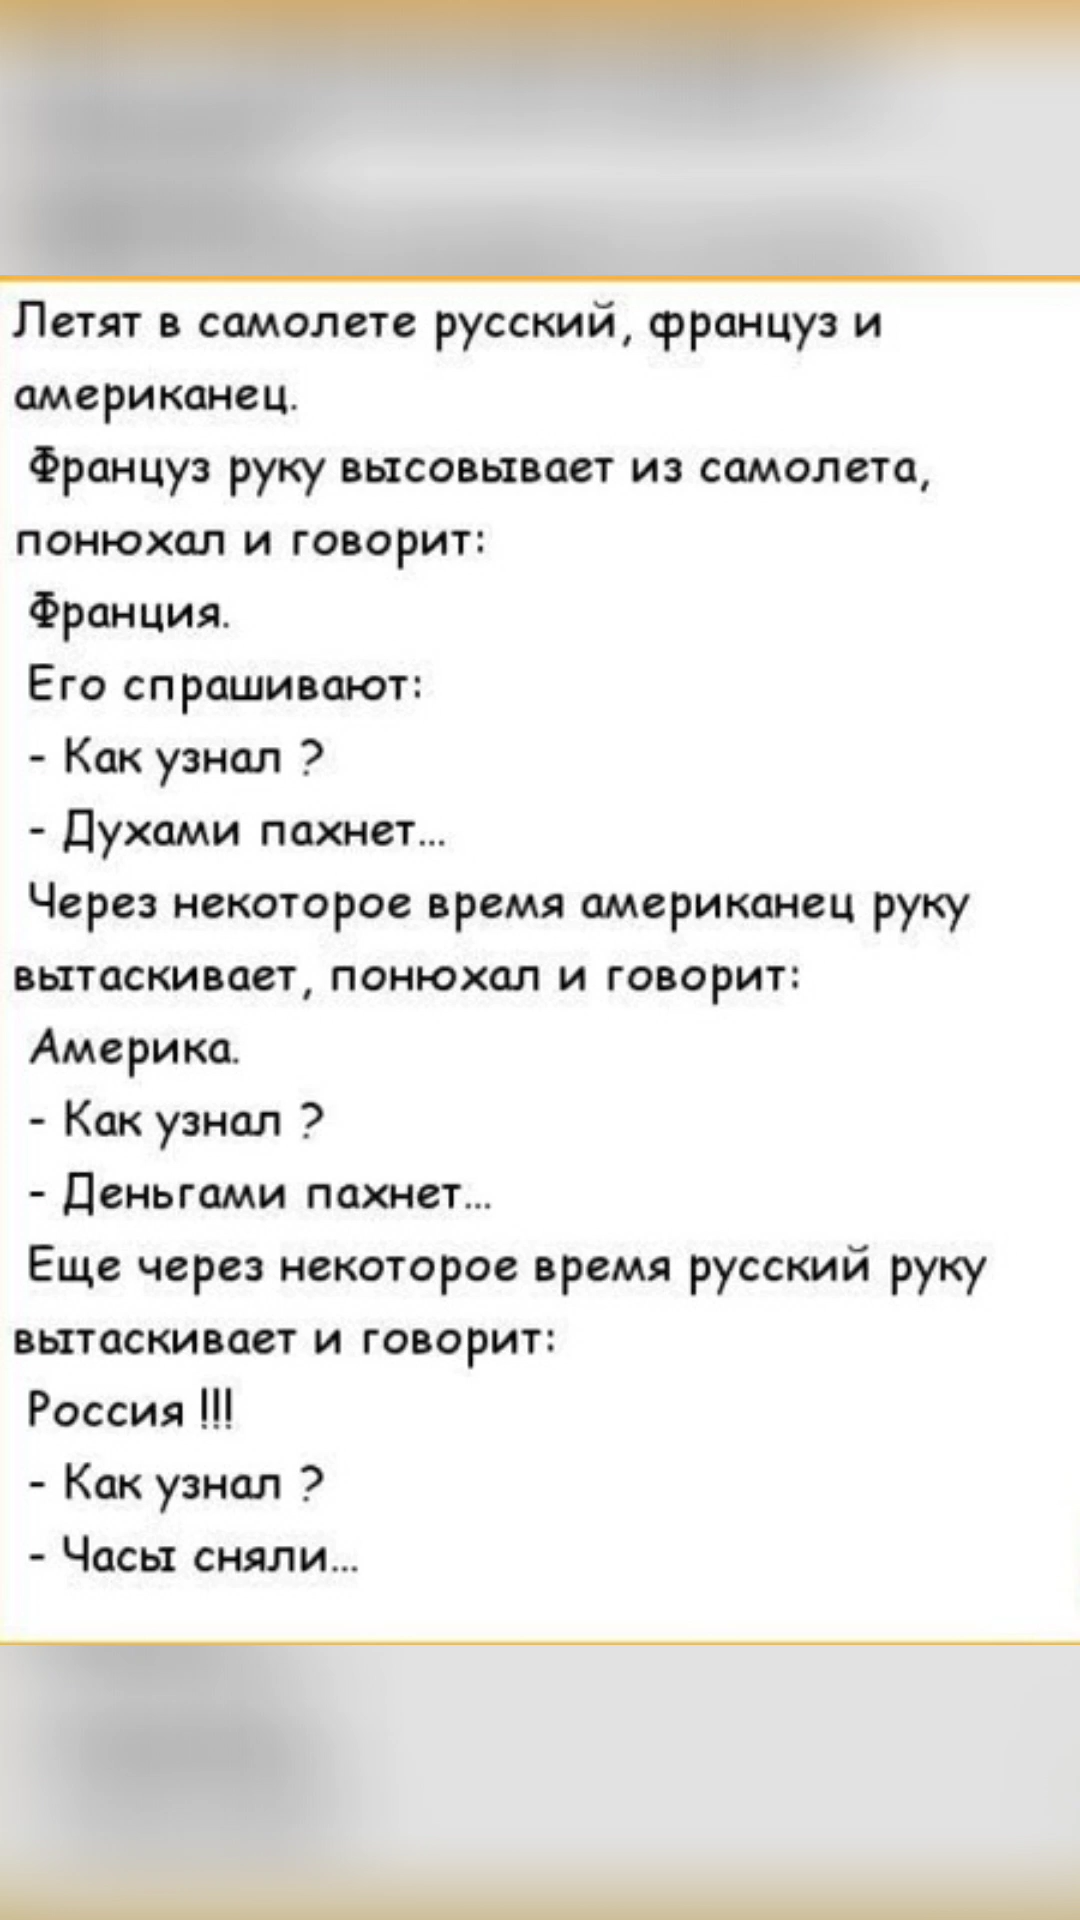 Летят в самолете русский, француз и
американец.
Француз руку высовывает из самолета,
понюхал и говорит:
Франция.
Его спрашивают:
- Как узнал ?
- Духами пахнет...
Через некоторое время американец руку
вытаскивает, понюхал и говорит:
Америка.
- Как узнал ?
- Деньгами пахнет...
Еще через некоторое время русский руку
вытаскивает и говорит:
Россия !!!
- Как узнал ?
- Часы сняли...